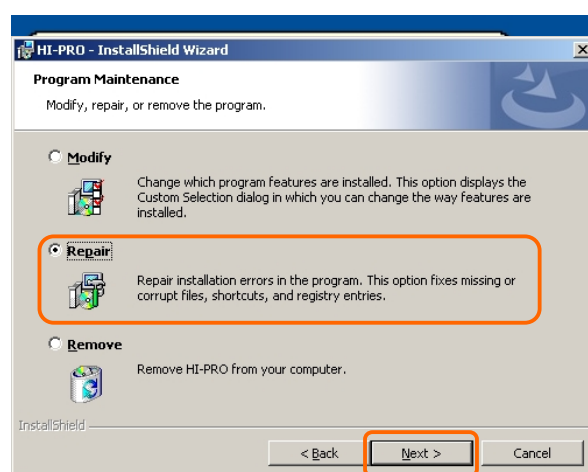 HI-PRO - InstallShield Wizard
Program Maintenance
Modify, repair, or remove the program.
Modify
Change which program features are installed. This option displays the
Custom Selection dialog in which you can change the way features are
installed.
Repair
Repair installation errors in the program. This option fixes missing or
corrupt files, shortcuts, and registry entries.
Remove
Remove HI-PRO from your computer.
InstallShield
< Back
Next >
Cancel